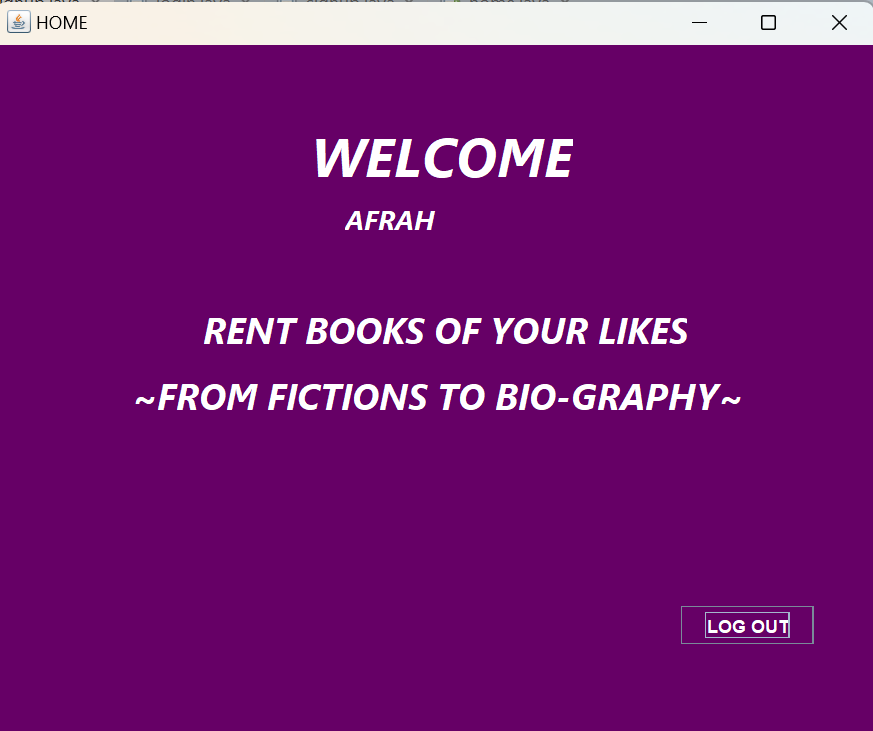 HOME
WELCOME
AFRAH
RENT BOOKS OF YOUR LIKES
~FROM FICTIONS TO BIO-GRAPHY~
LOG OUT